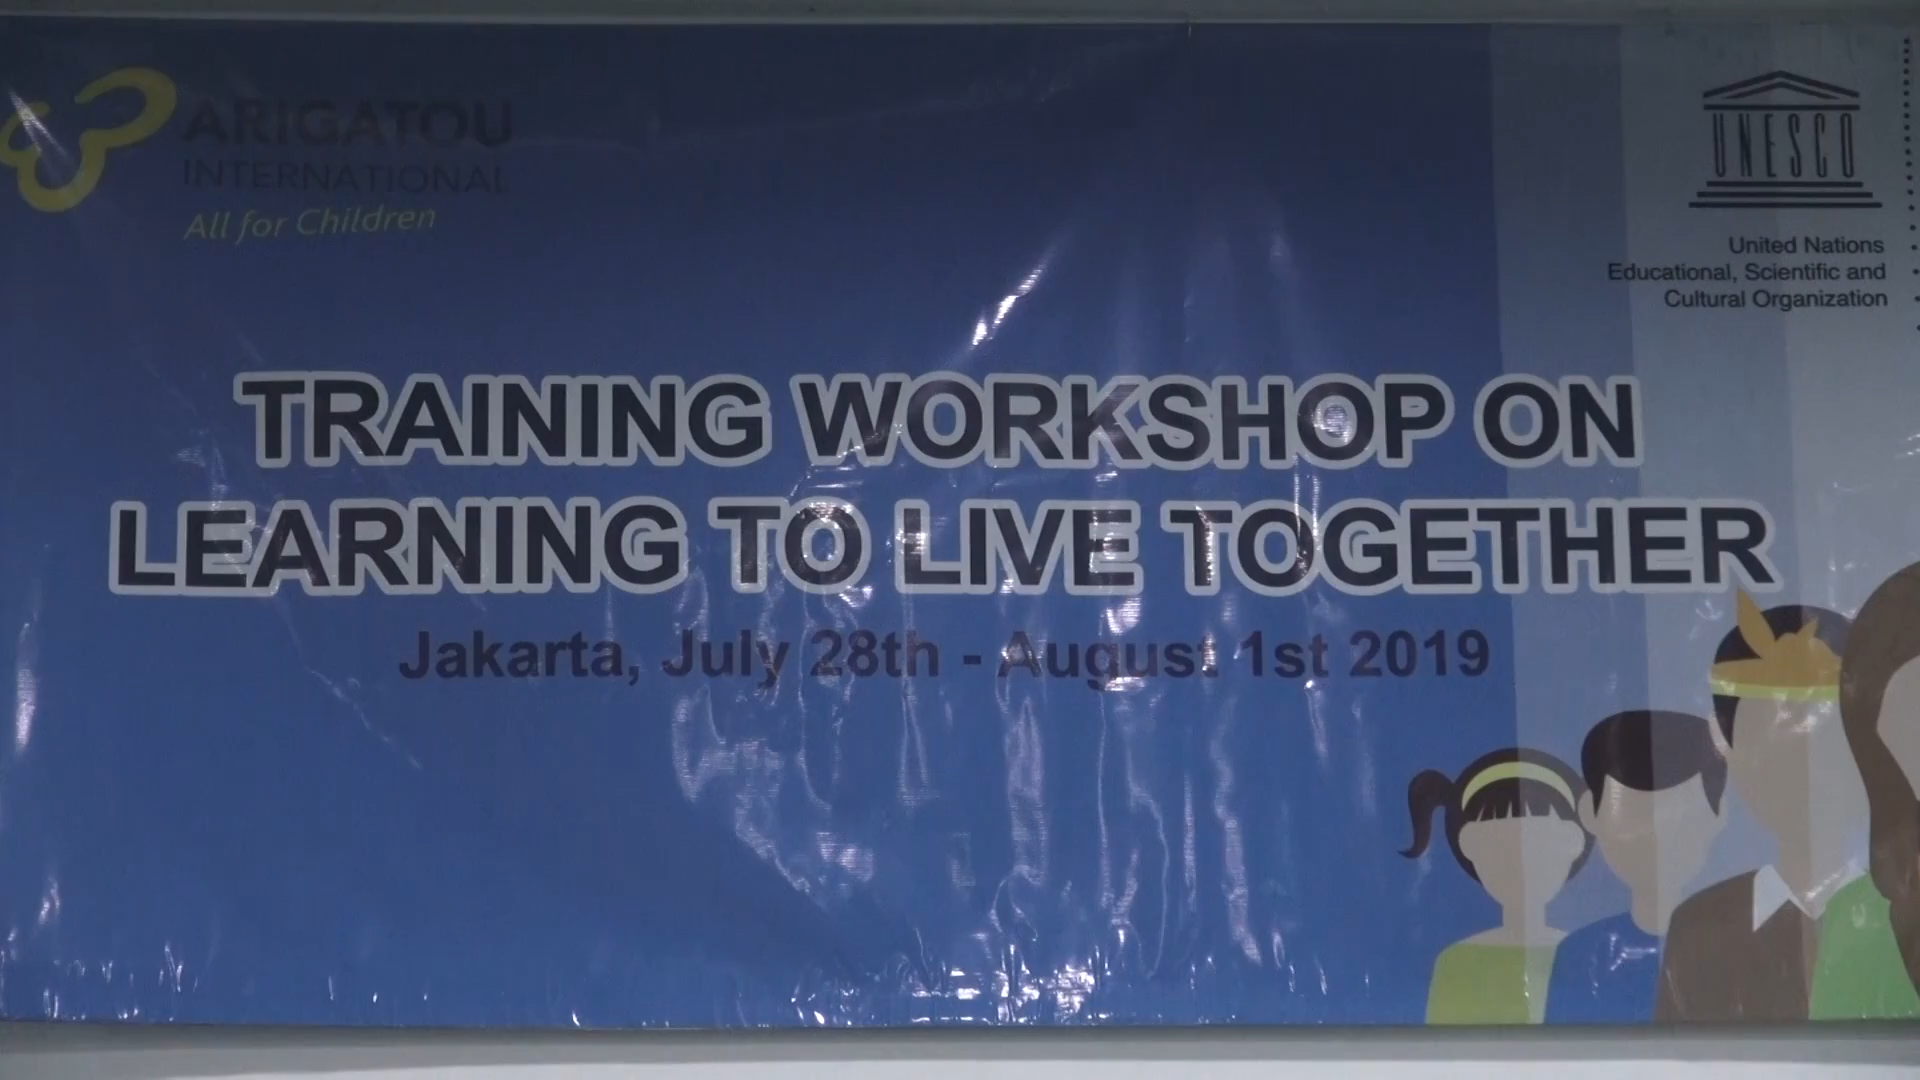 ARIGATOU
INTERNATIONAL
All for Children
UNESCO
United Nations
Educational, Scientific and
Cultural Organization
TRAINING WORKSHOP ON
LEARNING TO LIVE TOGETHER
Jakarta, July 28th - August 1st 2019